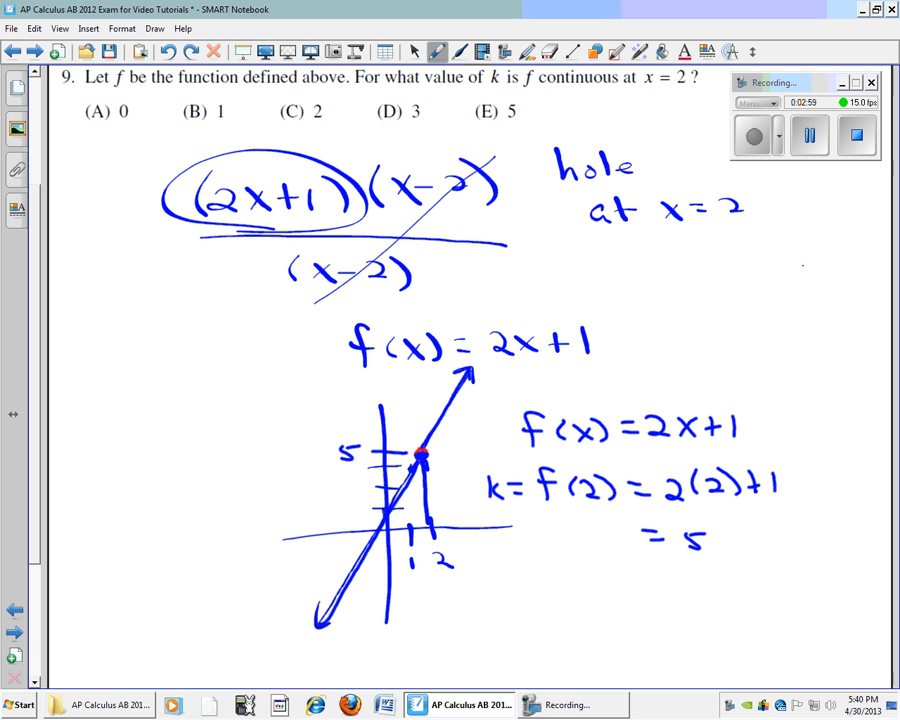 AP Calculus AB 2012 Exam for Video Tutorials * - SMART Notebook
File Edit View Insert Format Draw Help
9. Let f be the function defined above. For what value of k is f continuous at x = 2 ?
(A) 0 (B) 1 (C) 2 (D) 3 (E) 5
Recording...
Menu
0:02:59
15.0 fps
(2x+1)(x-2)
(x-2)
hole
at x = 2
f(x) = 2x+1
5
1 2
f(x) = 2x+1
k = f(2) = 2(2)+1
= 5
Start
AP Calculus AB 201...
AP Calculus AB 201...
Recording...
5:40 PM
4/30/2013